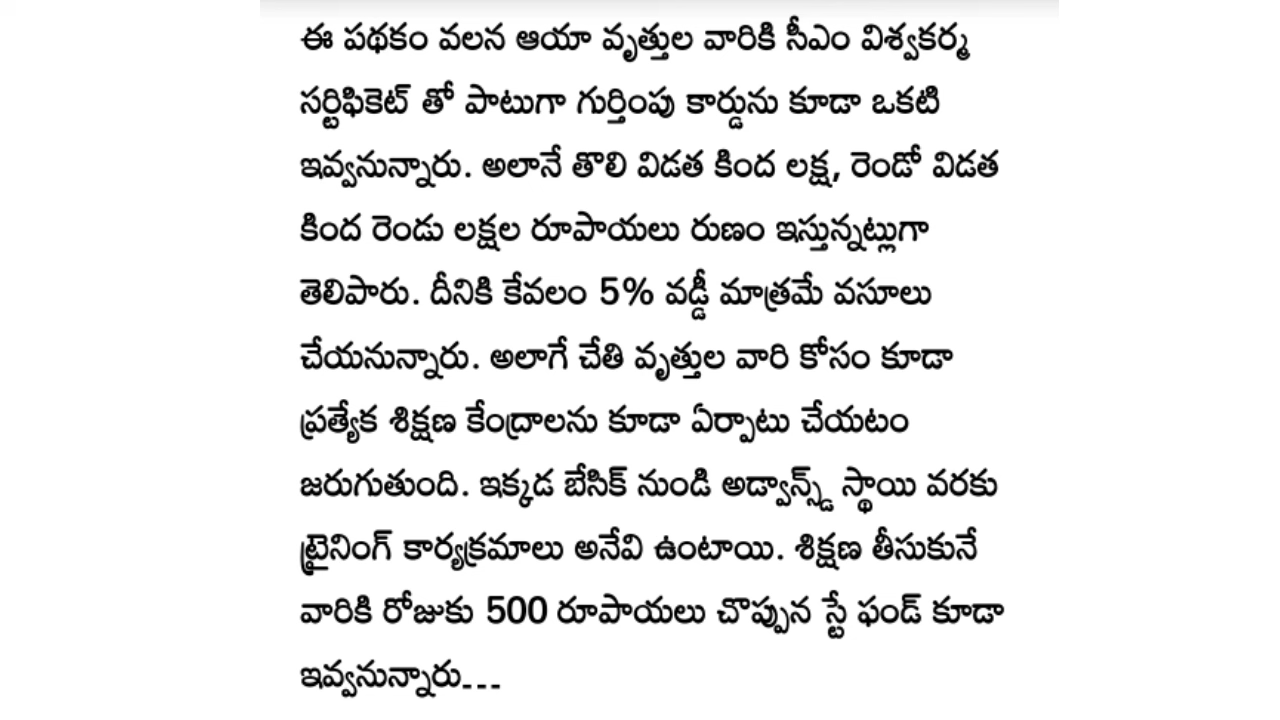 ఈ పథకం వలన ఆయా వృత్తుల వారికి సీఎం విశ్వకర్మ
సర్టిఫికెట్ తో పాటుగా గుర్తింపు కార్డును కూడా ఒకటి
ఇవ్వనున్నారు. అలానే తొలి విడత కింద లక్ష, రెండో విడత
కింద రెండు లక్షల రూపాయలు రుణం ఇస్తున్నట్లుగా
తెలిపారు. దీనికి కేవలం 5% వడ్డీ మాత్రమే వసూలు
చేయనున్నారు. అలాగే చేతి వృత్తుల వారి కోసం కూడా
ప్రత్యేక శిక్షణ కేంద్రాలను కూడా ఏర్పాటు చేయటం
జరుగుతుంది. ఇక్కడ బేసిక్ నుండి అడ్వాన్స్డ్ స్థాయి వరకు
ట్రైనింగ్ కార్యక్రమాలు అనేవి ఉంటాయి. శిక్షణ తీసుకునే
వారికి రోజుకు 500 రూపాయలు చొప్పున స్టే ఫండ్ కూడా
ఇవ్వనున్నారు---